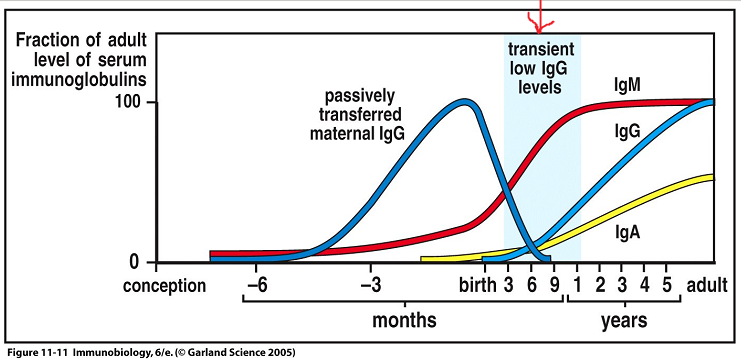 Fraction of adult
level of serum
immunoglobulins
100
0
passively
transferred
maternal IgG
transient
low IgG
levels
IgM
IgG
IgA
conception –6 –3 birth 3 6 9 1 2 3 4 5 adult
months years
Figure 11-11 Immunobiology, 6/e. (© Garland Science 2005)